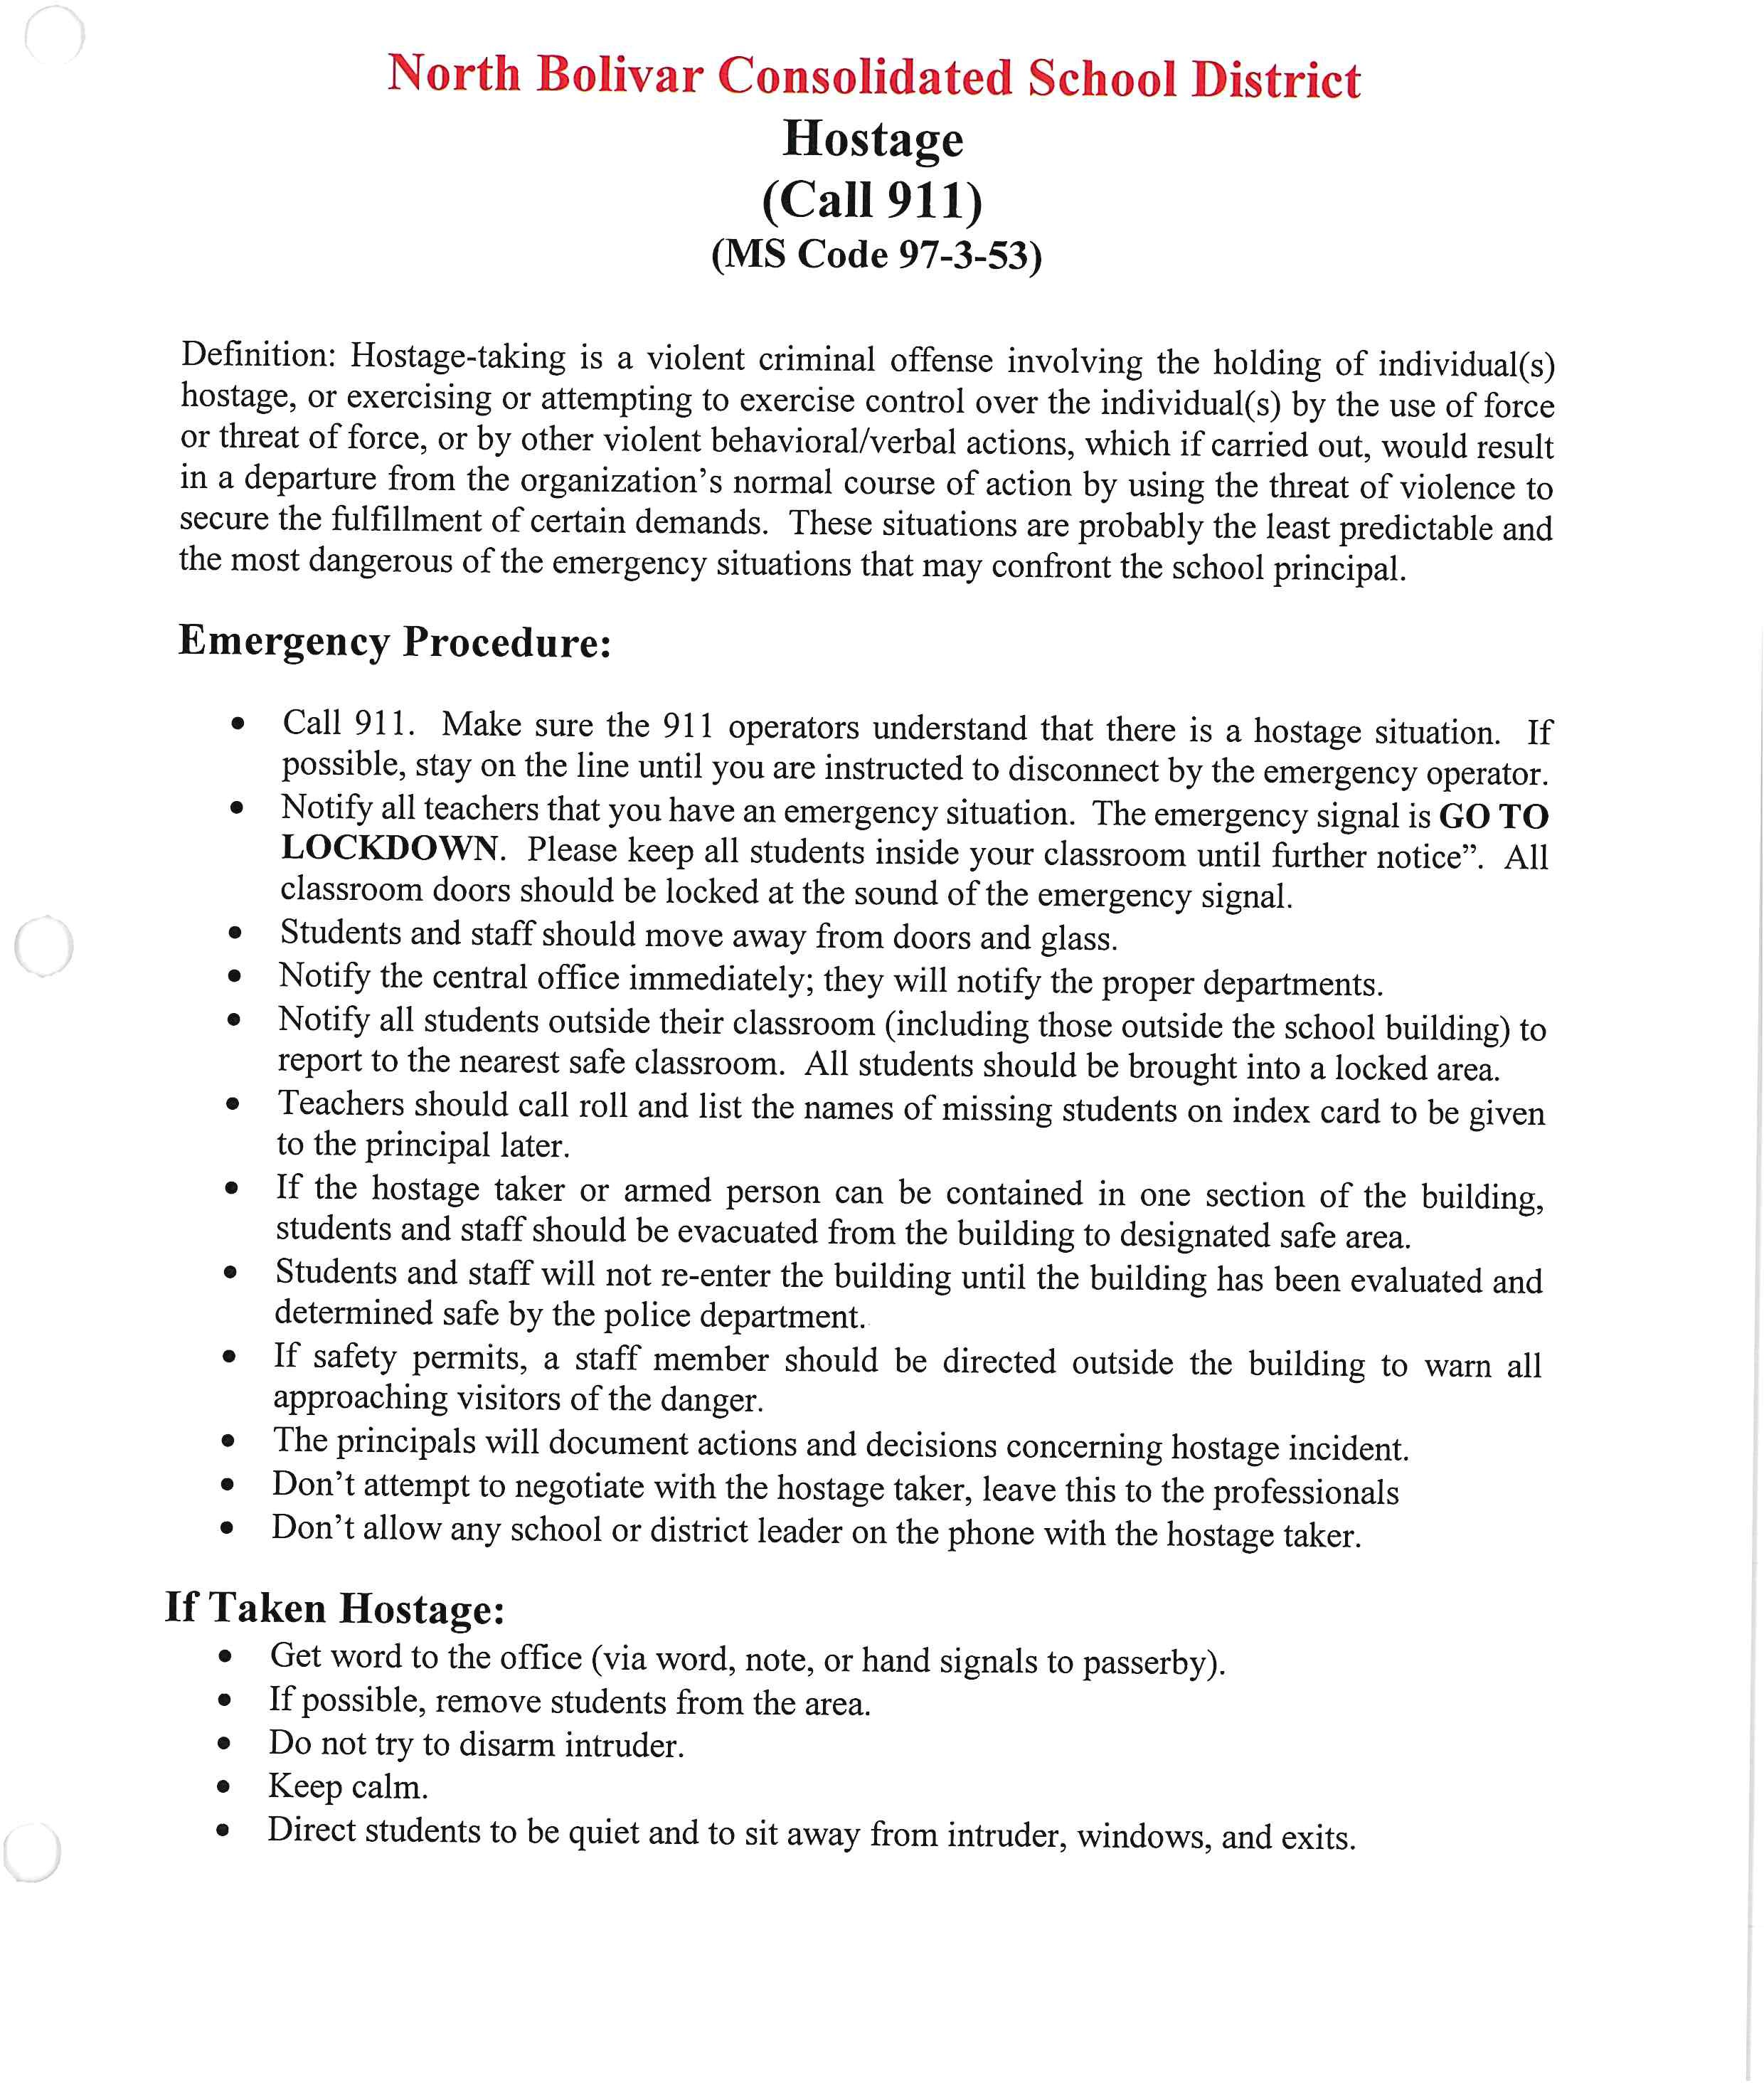 North Bolivar Consolidated School District
Hostage
(Call 911)
(MS Code 97-3-53)
Definition: Hostage-taking is a violent criminal offense involving the holding of individual(s)
hostage, or exercising or attempting to exercise control over the individual(s) by the use of force
or threat of force, or by other violent behavioral/verbal actions, which if carried out, would result
in a departure from the organization’s normal course of action by using the threat of violence to
secure the fulfillment of certain demands. These situations are probably the least predictable and
the most dangerous of the emergency situations that may confront the school principal.
Emergency Procedure:
• Call 911. Make sure the 911 operators understand that there is a hostage situation. If
possible, stay on the line until you are instructed to disconnect by the emergency operator.
• Notify all teachers that you have an emergency situation. The emergency signal is GO TO
LOCKDOWN. Please keep all students inside your classroom until further notice”. All
classroom doors should be locked at the sound of the emergency signal.
• Students and staff should move away from doors and glass.
• Notify the central office immediately; they will notify the proper departments.
• Notify all students outside their classroom (including those outside the school building) to
report to the nearest safe classroom. All students should be brought into a locked area.
• Teachers should call roll and list the names of missing students on index card to be given
to the principal later.
• If the hostage taker or armed person can be contained in one section of the building,
students and staff should be evacuated from the building to designated safe area.
• Students and staff will not re-enter the building until the building has been evaluated and
determined safe by the police department.
• If safety permits, a staff member should be directed outside the building to warn all
approaching visitors of the danger.
• The principals will document actions and decisions concerning hostage incident.
• Don’t attempt to negotiate with the hostage taker, leave this to the professionals
• Don’t allow any school or district leader on the phone with the hostage taker.
If Taken Hostage:
• Get word to the office (via word, note, or hand signals to passerby).
• If possible, remove students from the area.
• Do not try to disarm intruder.
• Keep calm.
• Direct students to be quiet and to sit away from intruder, windows, and exits.